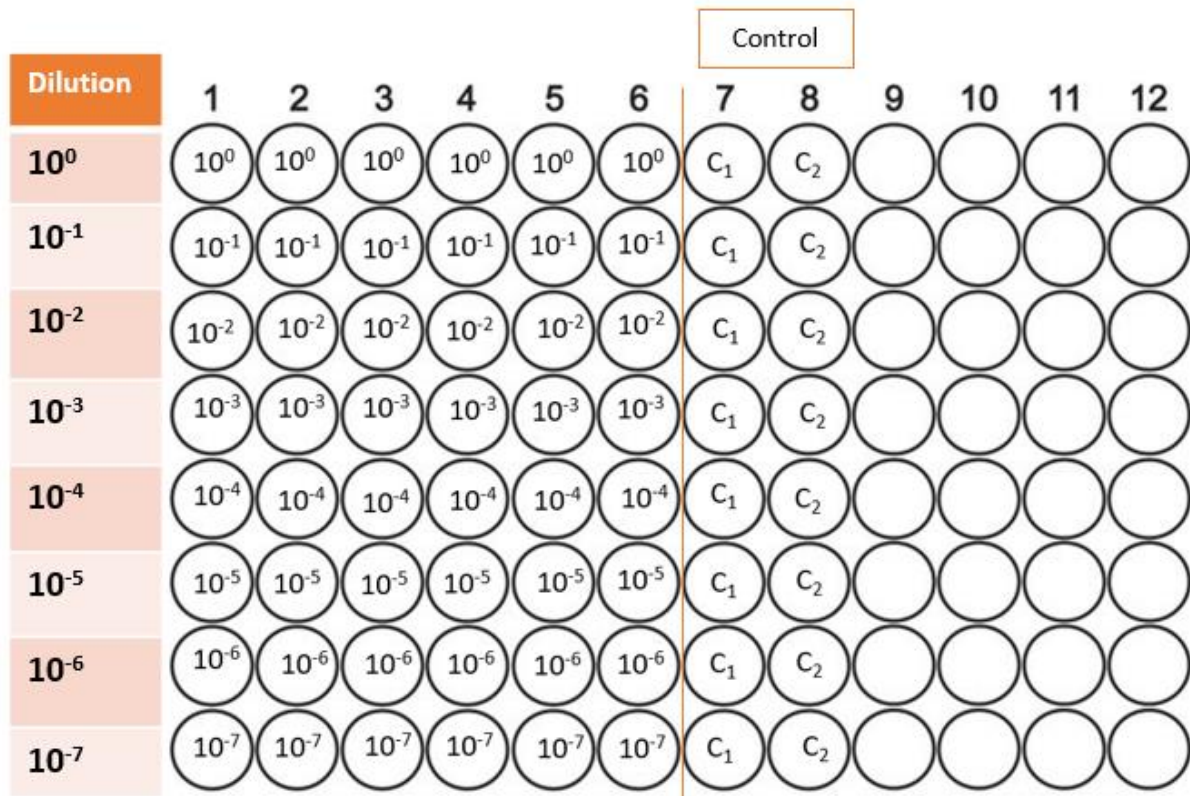 Control
Dilution 1 2 3 4 5 6 7 8 9 10 11 12
10⁰ 10⁰ 10⁰ 10⁰ 10⁰ 10⁰ 10⁰ C₁ C₂
10⁻¹ 10⁻¹ 10⁻¹ 10⁻¹ 10⁻¹ 10⁻¹ 10⁻¹ C₁ C₂
10⁻² 10⁻² 10⁻² 10⁻² 10⁻² 10⁻² 10⁻² C₁ C₂
10⁻³ 10⁻³ 10⁻³ 10⁻³ 10⁻³ 10⁻³ 10⁻³ C₁ C₂
10⁻⁴ 10⁻⁴ 10⁻⁴ 10⁻⁴ 10⁻⁴ 10⁻⁴ 10⁻⁴ C₁ C₂
10⁻⁵ 10⁻⁵ 10⁻⁵ 10⁻⁵ 10⁻⁵ 10⁻⁵ 10⁻⁵ C₁ C₂
10⁻⁶ 10⁻⁶ 10⁻⁶ 10⁻⁶ 10⁻⁶ 10⁻⁶ 10⁻⁶ C₁ C₂
10⁻⁷ 10⁻⁷ 10⁻⁷ 10⁻⁷ 10⁻⁷ 10⁻⁷ 10⁻⁷ C₁ C₂